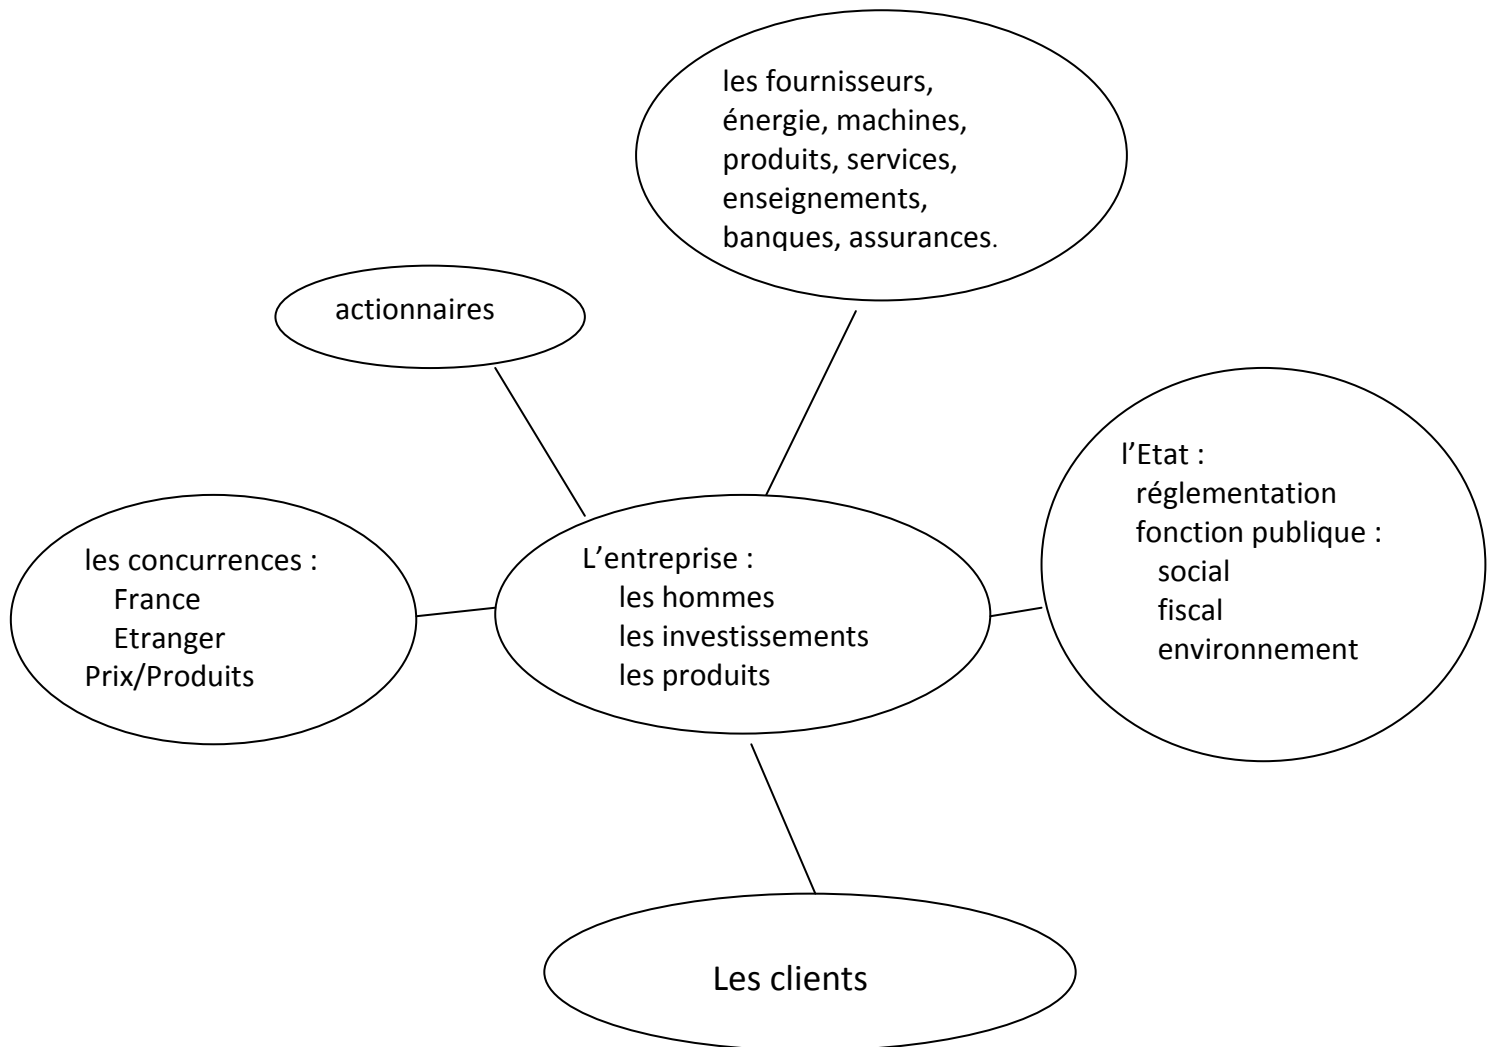 les fournisseurs,
énergie, machines,
produits, services,
enseignements,
banques, assurances.
actionnaires
l’Etat :
réglementation
fonction publique :
social
fiscal
environnement
les concurrences :
France
Etranger
Prix/Produits
L’entreprise :
les hommes
les investissements
les produits
Les clients